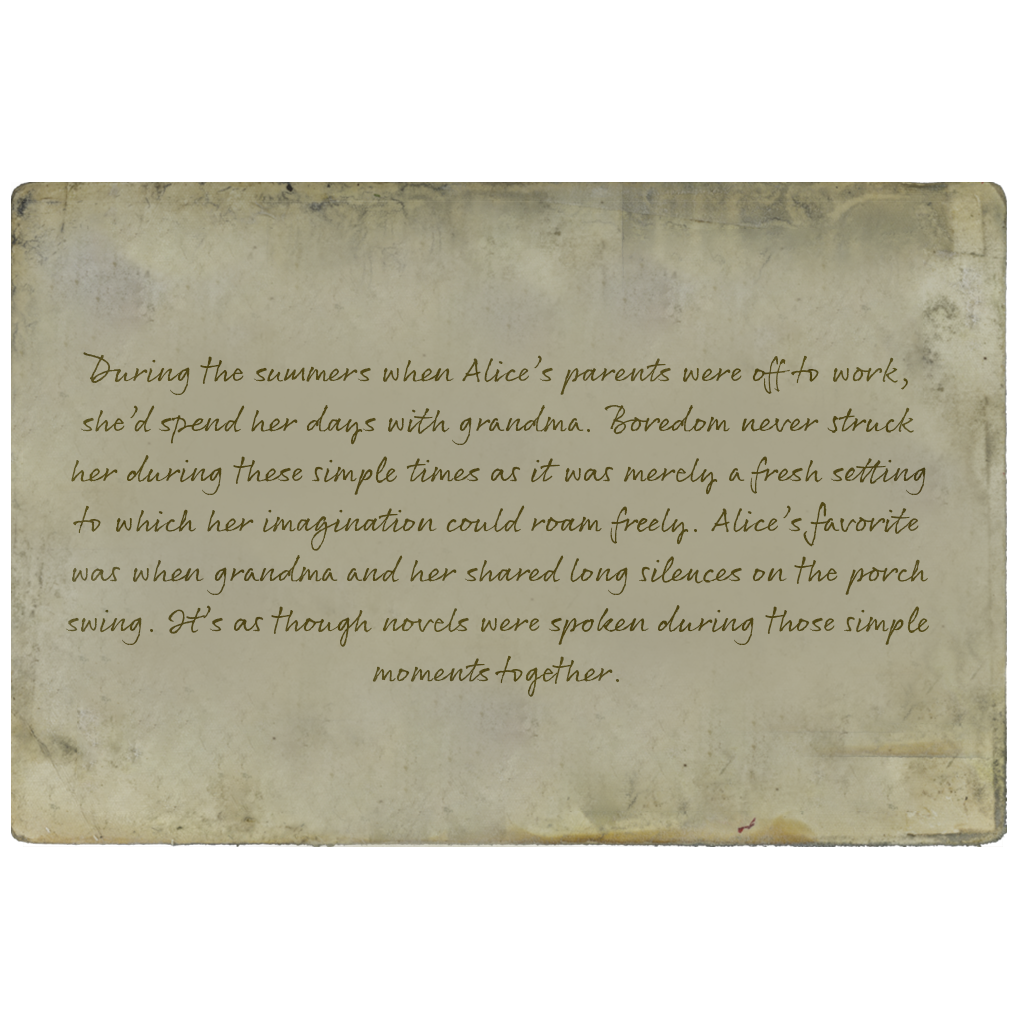 During the summers when Alice's parents were off to work,
she'd spend her days with grandma. Boredom never struck
her during these simple times as it was merely a fresh setting
to which her imagination could roam freely. Alice's favorite
was when grandma and her shared long silences on the porch
swing. It's as though novels were spoken during those simple
moments together.